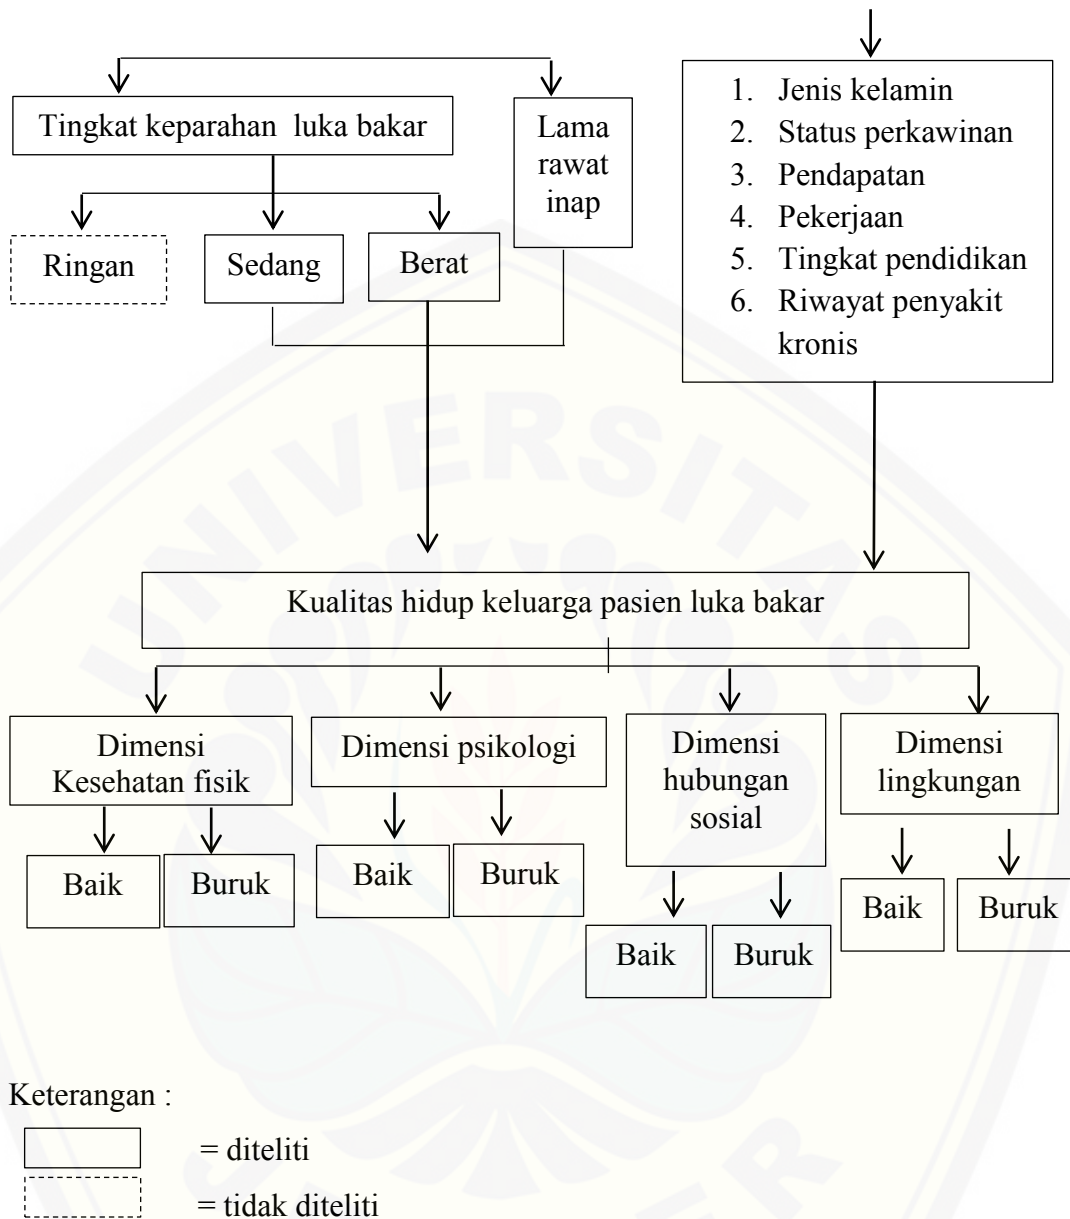 Tingkat keparahan luka bakar
Lama
rawat
inap
Ringan
Sedang
Berat
1. Jenis kelamin
2. Status perkawinan
3. Pendapatan
4. Pekerjaan
5. Tingkat pendidikan
6. Riwayat penyakit
kronis
Kualitas hidup keluarga pasien luka bakar
Dimensi
Kesehatan fisik
Dimensi psikologi
Dimensi
hubungan
sosial
Dimensi
lingkungan
Baik
Buruk
Baik
Buruk
Baik
Buruk
Baik
Buruk
Keterangan :
= diteliti
= tidak diteliti
UNIVERSITAS